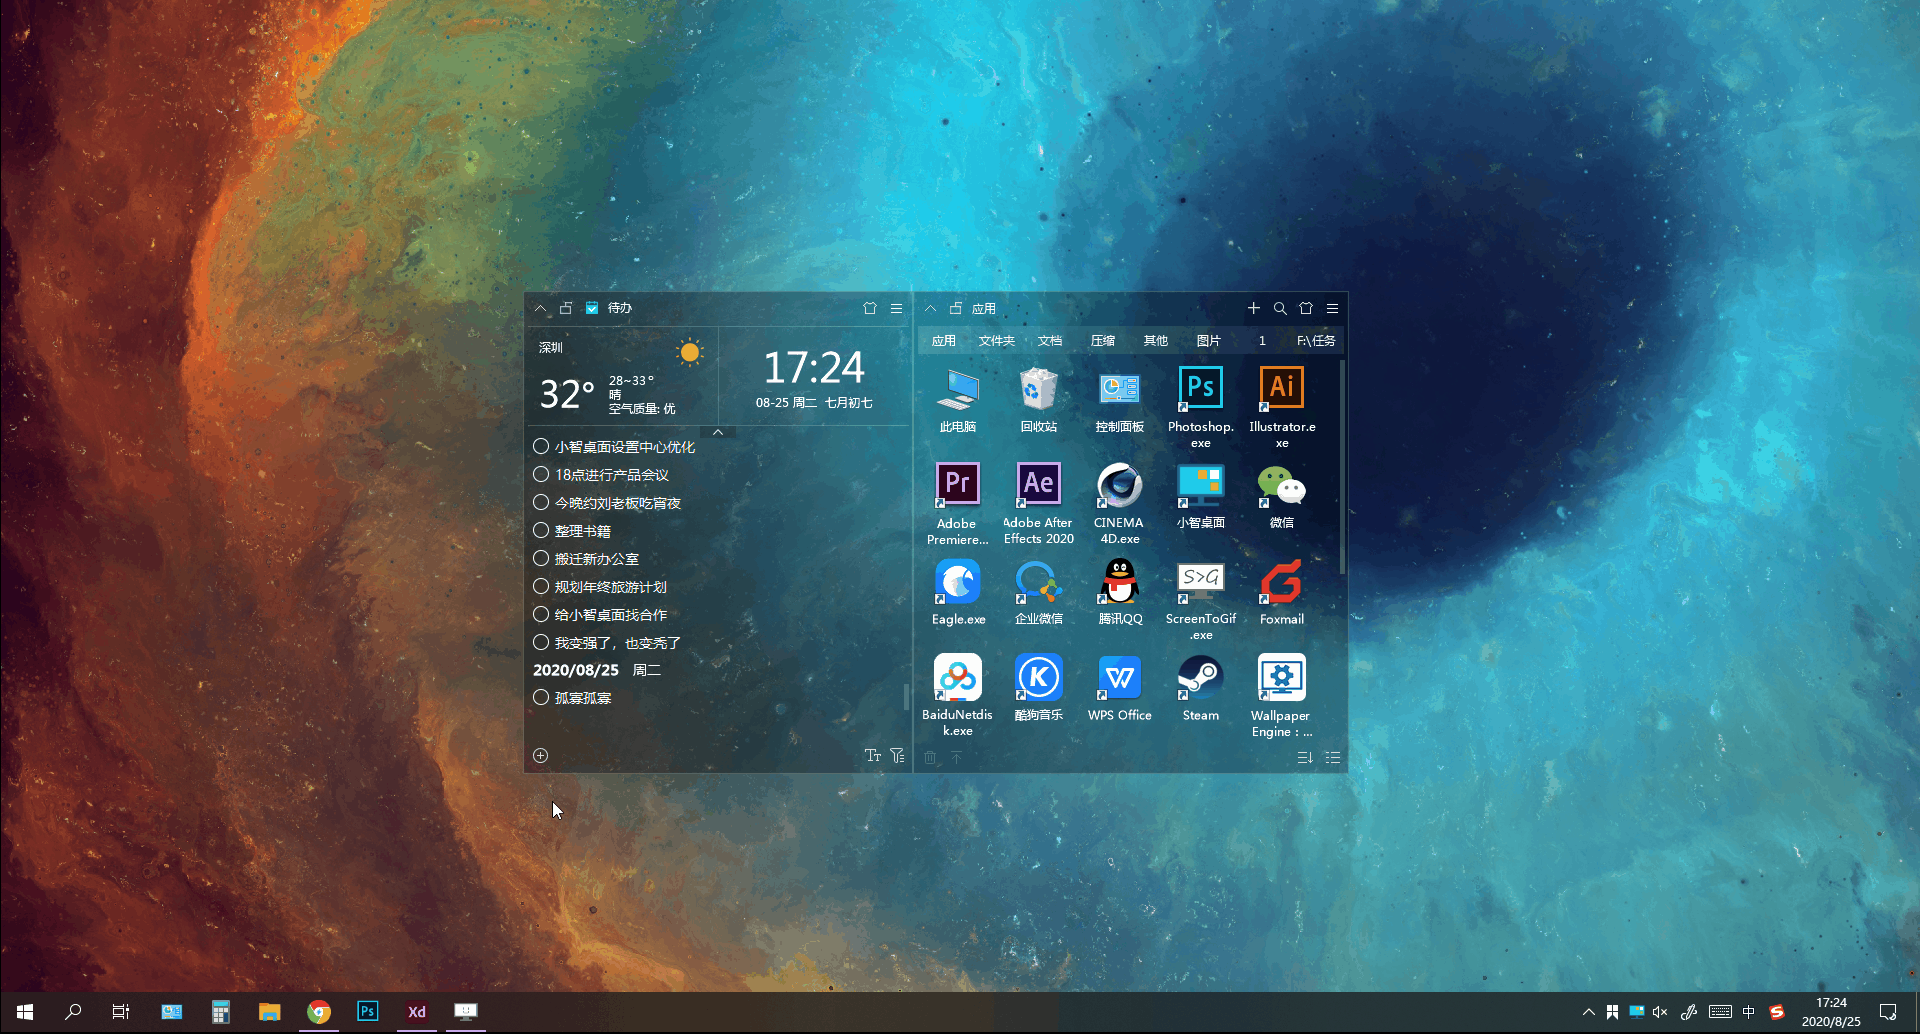 待办
深圳
32°
28~33°
晴
空气质量: 优
17:24
08-25 周二 七月初七
小智桌面设置中心优化
18点进行产品会议
今晚约刘老板吃宵夜
整理书籍
搬迁新办公室
规划年终旅游计划
给小智桌面找合作
我变强了，也变秃了
2020/08/25 周二
孤寡孤寡
Tт
应用
应用 文件夹 文档 压缩 其他 图片 1 F:\任务
此电脑 回收站 控制面板 Photoshop.exe Illustrator.exe
Adobe Premiere... Adobe After Effects 2020 CINEMA 4D.exe 小智桌面 微信
Eagle.exe 企业微信 腾讯QQ ScreenToGif.exe Foxmail
BaiduNetdisk.exe 酷狗音乐 WPS Office Steam Wallpaper Engine : ...
Ps Ai
Pr Ae
S>G
K W
Ps Xd
中 S
17:24
2020/8/25